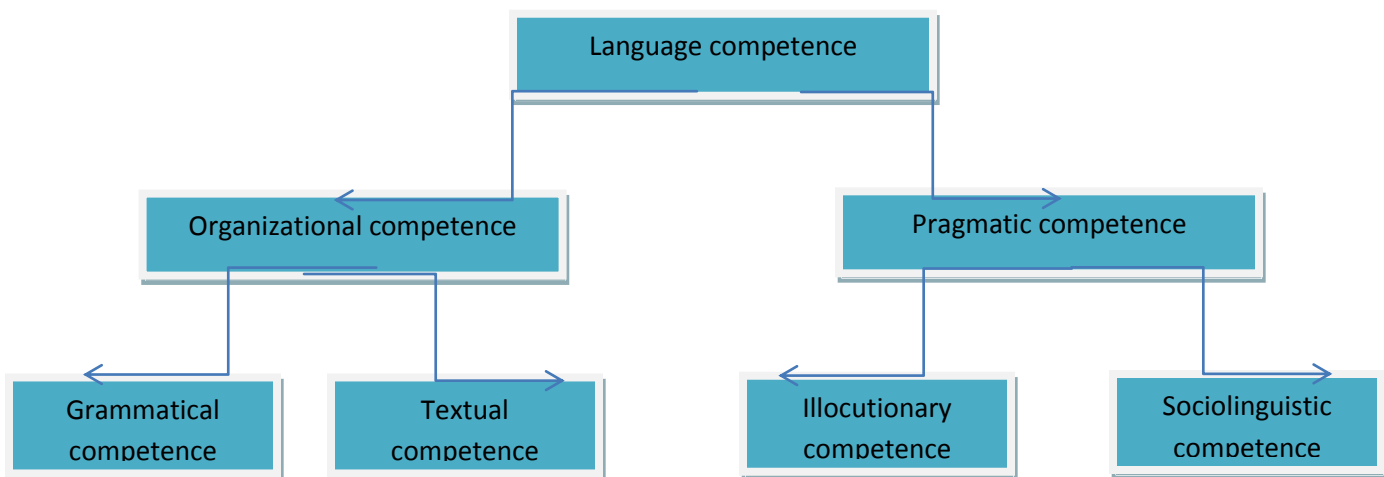 Language competence
Organizational competence
Pragmatic competence
Grammatical
competence
Textual
competence
Illocutionary
competence
Sociolinguistic
competence